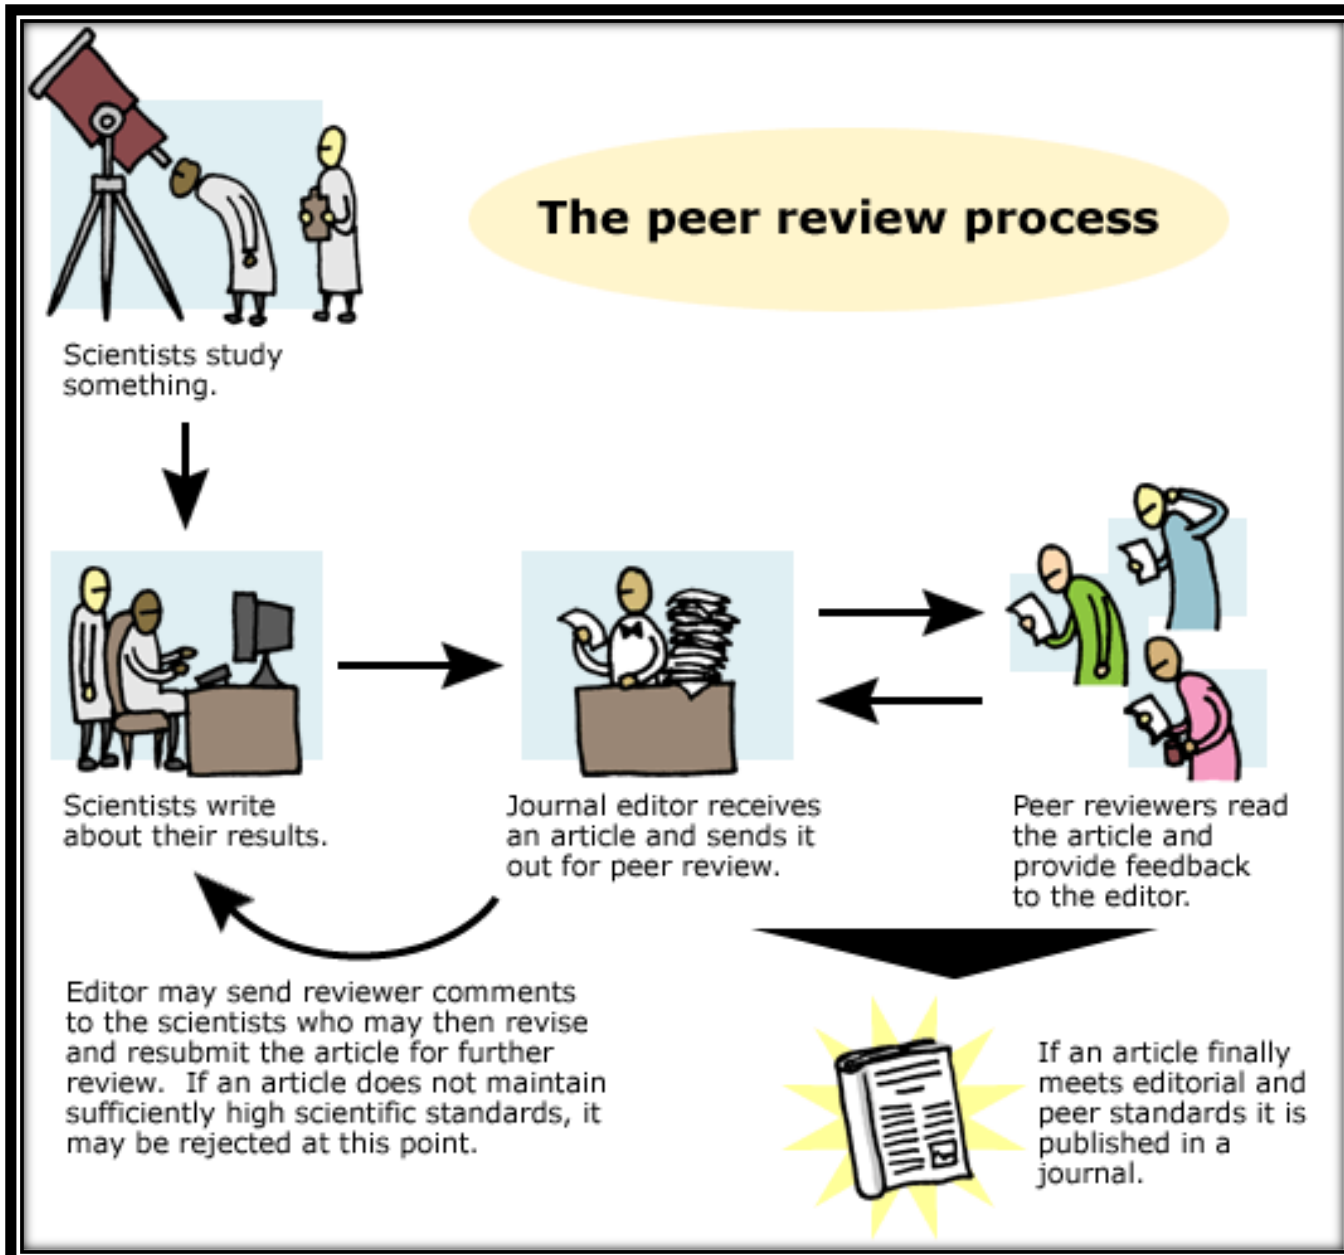 The peer review process
Scientists study
something.
Scientists write
about their results.
Journal editor receives
an article and sends it
out for peer review.
Peer reviewers read
the article and
provide feedback
to the editor.
Editor may send reviewer comments
to the scientists who may then revise
and resubmit the article for further
review.  If an article does not maintain
sufficiently high scientific standards, it
may be rejected at this point.
If an article finally
meets editorial and
peer standards it is
published in a
journal.